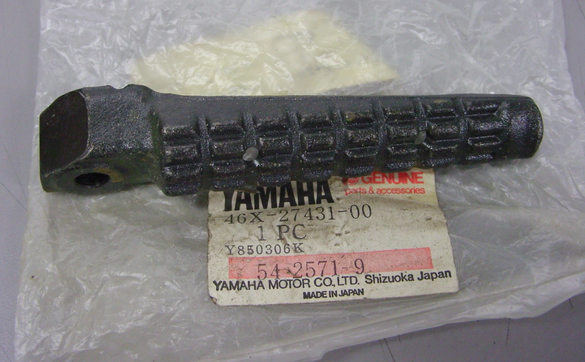 YAMAHA GENUINE
parts & accessories
46X-27431-00
1 PC
Y850306K
54-2571-9
YAMAHA MOTOR CO., LTD. Shizuoka Japan
MADE IN JAPAN